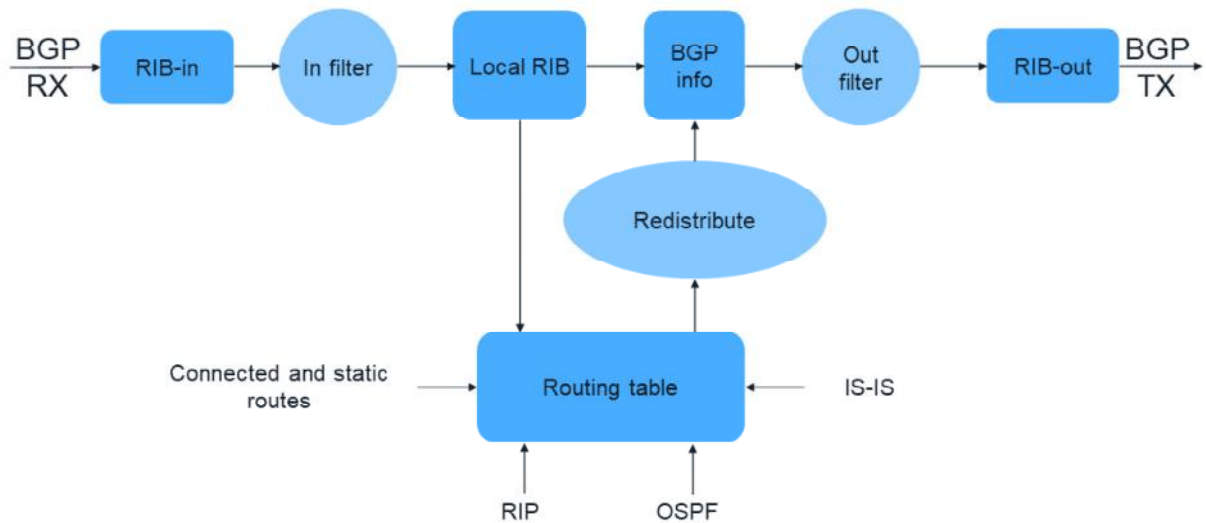 BGP
RX
RIB-in
In filter
Local RIB
BGP
info
Out
filter
RIB-out
BGP
TX
Redistribute
Connected and static
routes
Routing table
IS-IS
RIP
OSPF